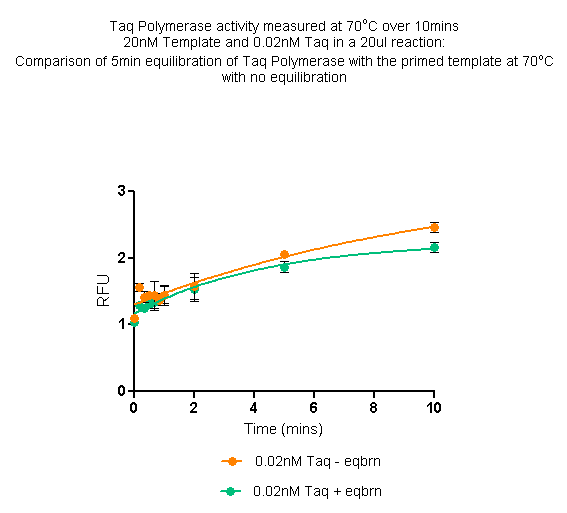 Taq Polymerase activity measured at 70°C over 10mins
20nM Template and 0.02nM Taq in a 20ul reaction:
Comparison of 5min equilibration of Taq Polymerase with the primed template at 70°C
with no equilibration
3
2
1
0
RFU
0 2 4 6 8 10
Time (mins)
0.02nM Taq - eqbrn
0.02nM Taq + eqbrn